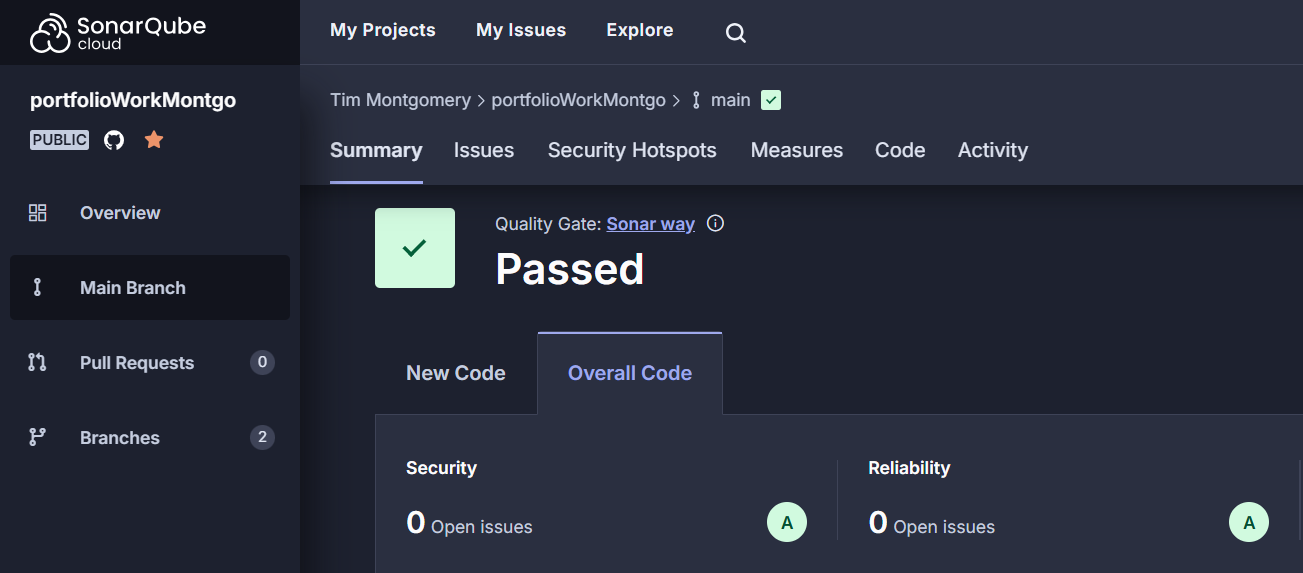 SonarQube
cloud
My Projects My Issues Explore
portfolioWorkMontgo
PUBLIC
Overview
Main Branch
Pull Requests 0
Branches 2
Tim Montgomery > portfolioWorkMontgo > main
Summary Issues Security Hotspots Measures Code Activity
Quality Gate: Sonar way
Passed
New Code Overall Code
Security
0 Open issues A
Reliability
0 Open issues A